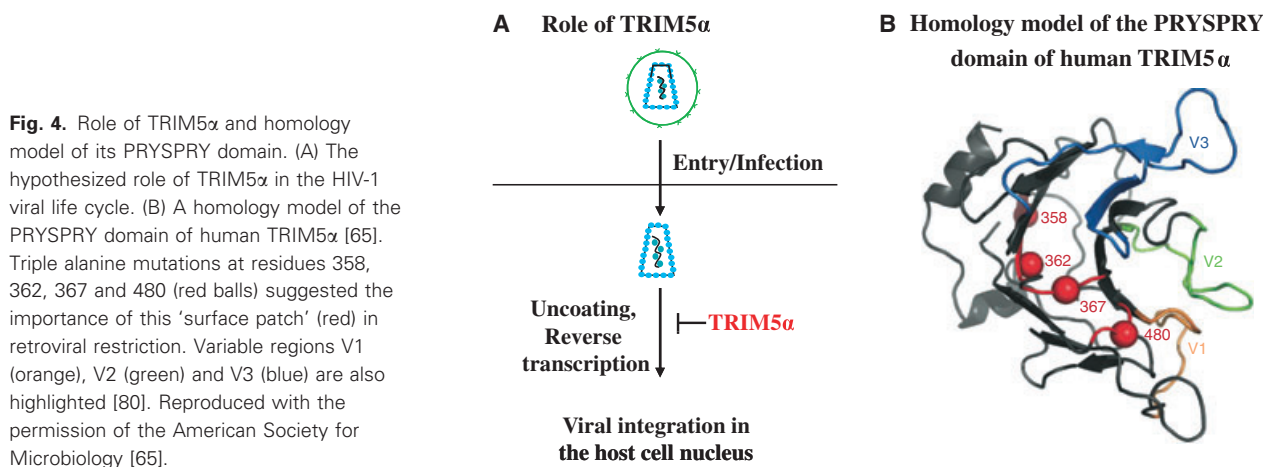 Fig. 4. Role of TRIM5α and homology
model of its PRYSPRY domain. (A) The
hypothesized role of TRIM5α in the HIV-1
viral life cycle. (B) A homology model of the
PRYSPRY domain of human TRIM5α [65].
Triple alanine mutations at residues 358,
362, 367 and 480 (red balls) suggested the
importance of this ‘surface patch’ (red) in
retroviral restriction. Variable regions V1
(orange), V2 (green) and V3 (blue) are also
highlighted [80]. Reproduced with the
permission of the American Society for
Microbiology [65].
A Role of TRIM5α
Entry/Infection
Uncoating,
Reverse
transcription
TRIM5α
Viral integration in
the host cell nucleus
B Homology model of the PRYSPRY
domain of human TRIM5α
V3
358
362
V2
367
480
V1